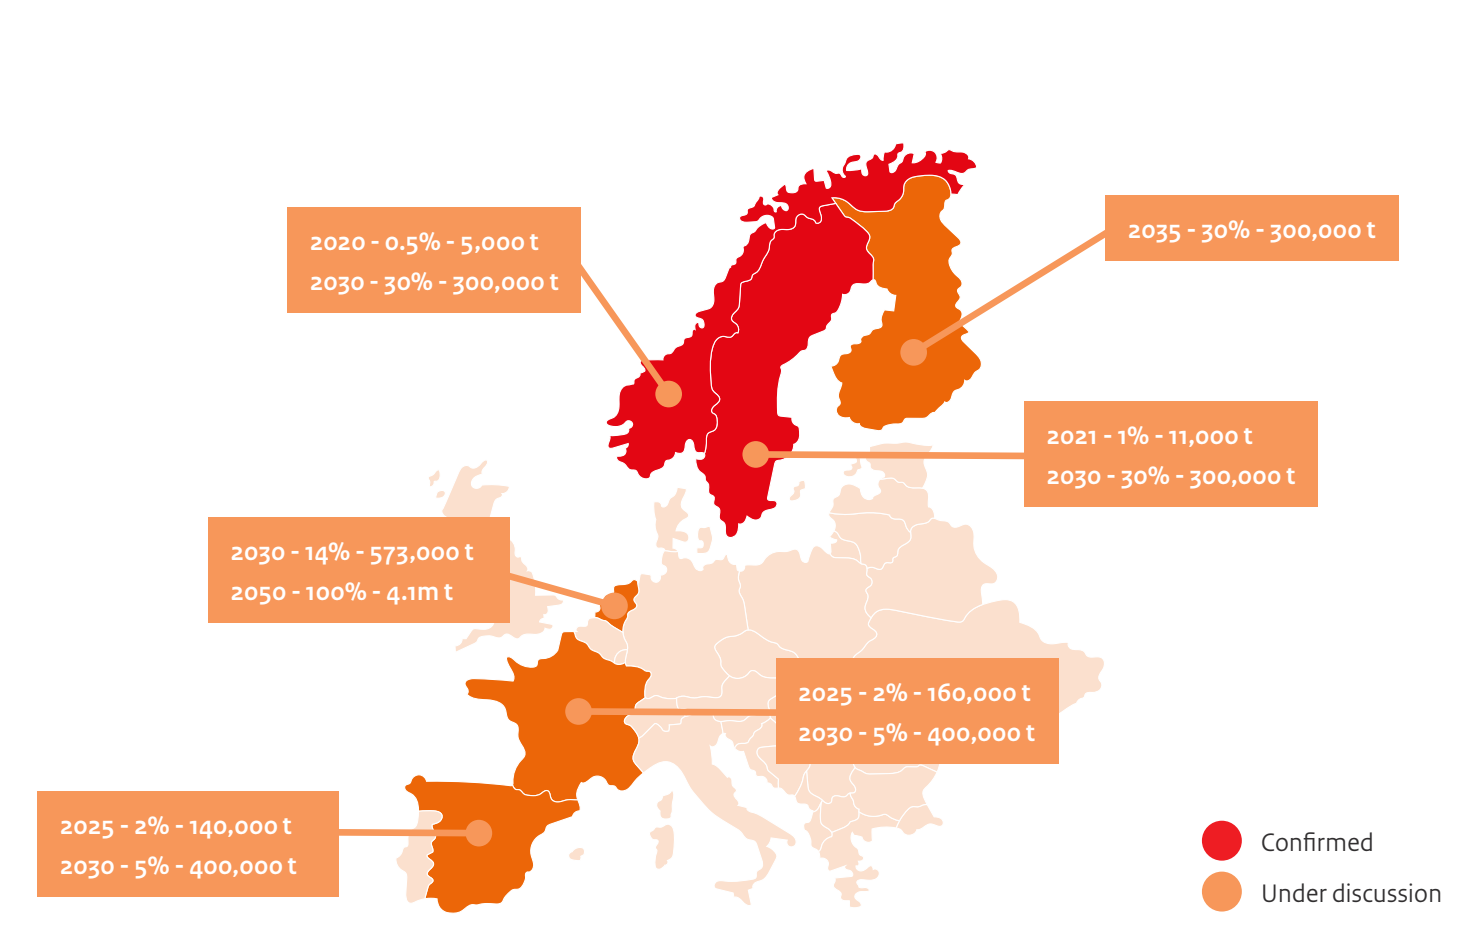 2020 - 0.5% - 5,000 t
2030 - 30% - 300,000 t
2035 - 30% - 300,000 t
2021 - 1% - 11,000 t
2030 - 30% - 300,000 t
2030 - 14% - 573,000 t
2050 - 100% - 4.1m t
2025 - 2% - 160,000 t
2030 - 5% - 400,000 t
2025 - 2% - 140,000 t
2030 - 5% - 400,000 t
Confirmed
Under discussion